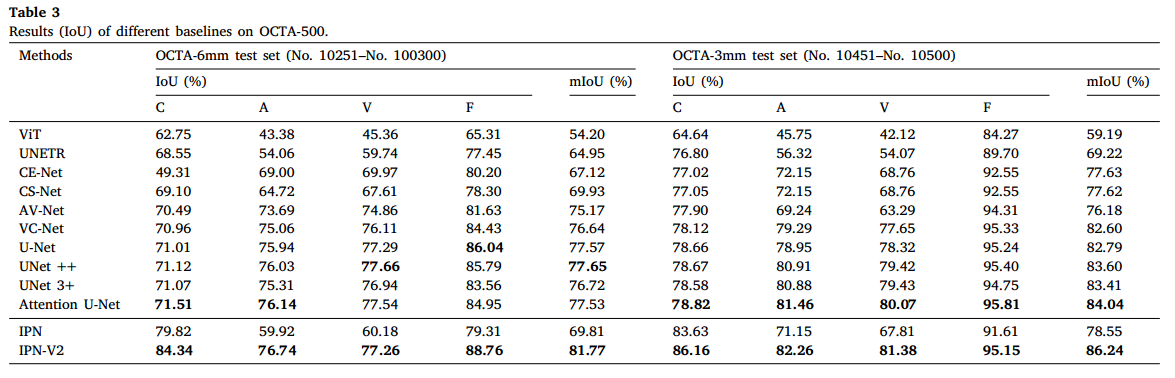 Table 3
Results (IoU) of different baselines on OCTA-500.
Methods OCTA-6mm test set (No. 10251–No. 100300) OCTA-3mm test set (No. 10451–No. 10500)
IoU (%) mIoU (%) IoU (%) mIoU (%)
C A V F C A V F
ViT 62.75 43.38 45.36 65.31 54.20 64.64 45.75 42.12 84.27 59.19
UNETR 68.55 54.06 59.74 77.45 64.95 76.80 56.32 54.07 89.70 69.22
CE-Net 49.31 69.00 69.97 80.20 67.12 77.02 72.15 68.76 92.55 77.63
CS-Net 69.10 64.72 67.61 78.30 69.93 77.05 72.15 68.76 92.55 77.62
AV-Net 70.49 73.69 74.86 81.63 75.17 77.90 69.24 63.29 94.31 76.18
VC-Net 70.96 75.06 76.11 84.43 76.64 78.12 79.29 77.65 95.33 82.60
U-Net 71.01 75.94 77.29 86.04 77.57 78.66 78.95 78.32 95.24 82.79
UNet ++ 71.12 76.03 77.66 85.79 77.65 78.67 80.91 79.42 95.40 83.60
UNet 3+ 71.07 75.31 76.94 83.56 76.72 78.58 80.88 79.43 94.75 83.41
Attention U-Net 71.51 76.14 77.54 84.95 77.53 78.82 81.46 80.07 95.81 84.04
IPN 79.82 59.92 60.18 79.31 69.81 83.63 71.15 67.81 91.61 78.55
IPN-V2 84.34 76.74 77.26 88.76 81.77 86.16 82.26 81.38 95.15 86.24